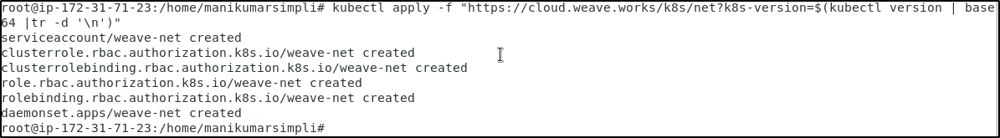 root@ip-172-31-71-23:/home/manikumarsimpli# kubectl apply -f "https://cloud.weave.works/k8s/net?k8s-version=$(kubectl version | base
64 |tr -d '\n')"
serviceaccount/weave-net created
clusterrole.rbac.authorization.k8s.io/weave-net created
clusterrolebinding.rbac.authorization.k8s.io/weave-net created
role.rbac.authorization.k8s.io/weave-net created
rolebinding.rbac.authorization.k8s.io/weave-net created
daemonset.apps/weave-net created
root@ip-172-31-71-23:/home/manikumarsimpli#